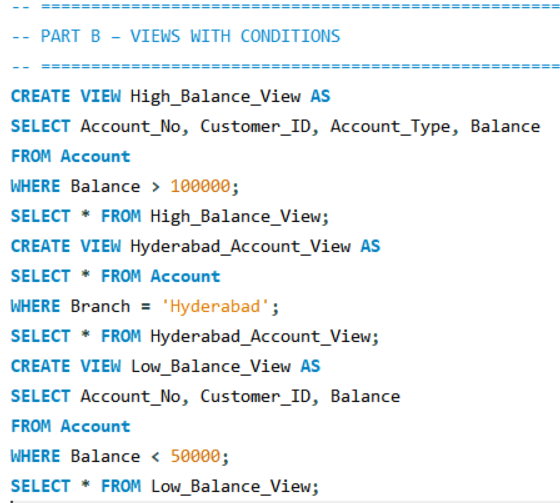 -- =======================================================
-- PART B – VIEWS WITH CONDITIONS
-- =======================================================
CREATE VIEW High_Balance_View AS
SELECT Account_No, Customer_ID, Account_Type, Balance
FROM Account
WHERE Balance > 100000;
SELECT * FROM High_Balance_View;
CREATE VIEW Hyderabad_Account_View AS
SELECT * FROM Account
WHERE Branch = 'Hyderabad';
SELECT * FROM Hyderabad_Account_View;
CREATE VIEW Low_Balance_View AS
SELECT Account_No, Customer_ID, Balance
FROM Account
WHERE Balance < 50000;
SELECT * FROM Low_Balance_View;